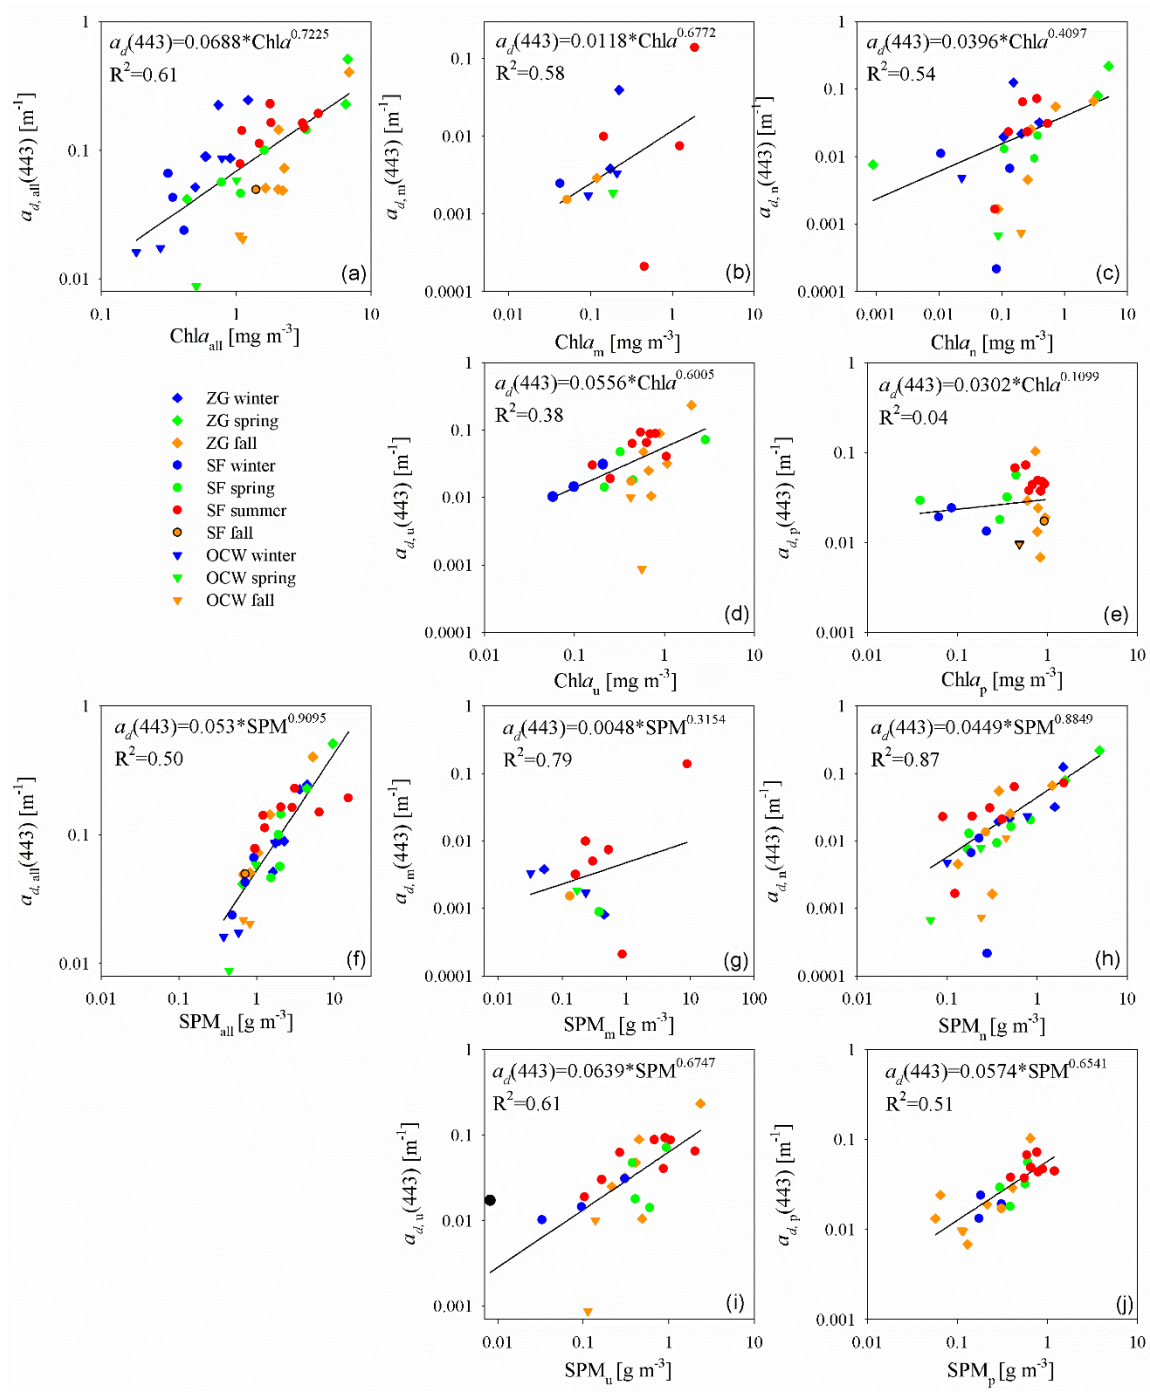 a_d(443)=0.0688*Chla^0.7225
R²=0.61
a_d, all(443) [m⁻¹]
1
0.1
0.01
(a)
0.1 1 10
Chla_all [mg m⁻³]
a_d(443)=0.0118*Chla^0.6772
R²=0.58
a_d, m(443) [m⁻¹]
0.1
0.01
0.001
0.0001
(b)
0.01 0.1 1 10
Chla_m [mg m⁻³]
a_d(443)=0.0396*Chla^0.4097
R²=0.54
a_d, n(443) [m⁻¹]
1
0.1
0.01
0.001
0.0001
(c)
0.001 0.01 0.1 1 10
Chla_n [mg m⁻³]
ZG winter
ZG spring
ZG fall
SF winter
SF spring
SF summer
SF fall
OCW winter
OCW spring
OCW fall
a_d(443)=0.0556*Chla^0.6005
R²=0.38
a_d, u(443) [m⁻¹]
1
0.1
0.01
0.001
0.0001
(d)
0.01 0.1 1 10
Chla_u [mg m⁻³]
a_d(443)=0.0302*Chla^0.1099
R²=0.04
a_d, p(443) [m⁻¹]
1
0.1
0.01
0.001
(e)
0.01 0.1 1 10
Chla_p [mg m⁻³]
a_d(443)=0.053*SPM^0.9095
R²=0.50
a_d, all(443) [m⁻¹]
1
0.1
0.01
(f)
0.01 0.1 1 10
SPM_all [g m⁻³]
a_d(443)=0.0048*SPM^0.3154
R²=0.79
a_d, m(443) [m⁻¹]
1
0.1
0.01
0.001
0.0001
(g)
0.01 0.1 1 10 100
SPM_m [g m⁻³]
a_d(443)=0.0449*SPM^0.8849
R²=0.87
a_d, n(443) [m⁻¹]
1
0.1
0.01
0.001
0.0001
(h)
0.01 0.1 1 10
SPM_n [g m⁻³]
a_d(443)=0.0639*SPM^0.6747
R²=0.61
a_d, u(443) [m⁻¹]
1
0.1
0.01
0.001
(i)
0.01 0.1 1 10
SPM_u [g m⁻³]
a_d(443)=0.0574*SPM^0.6541
R²=0.51
a_d, p(443) [m⁻¹]
1
0.1
0.01
0.001
(j)
0.01 0.1 1 10
SPM_p [g m⁻³]